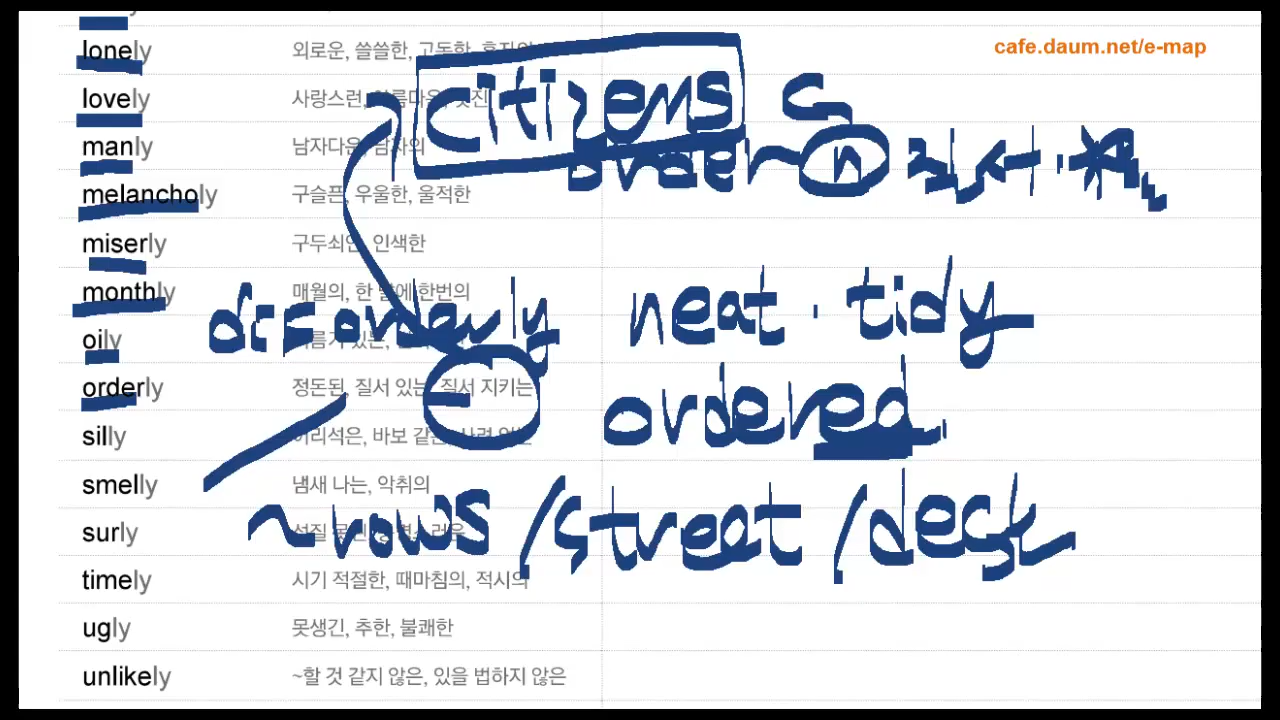 lonely 외로운, 쓸쓸한, 고독한, cafe.daum.net/e-map
lovely 사랑스런, citizens
manly 남자다운, 남자의 order n 질서
melancholy 구슬픈, 우울한, 울적한
miserly 구두쇠인, 인색한
monthly 매월의, 한 달에 한번의 neat · tidy
oily disorderly
orderly 정돈된, 질서 있는, 질서 지키는 ordered
silly 어리석은, 바보 같은,
smelly 냄새 나는, 악취의
surly ~ rows / street / desk
timely 시기 적절한, 때마침의, 적시의
ugly 못생긴, 추한, 불쾌한
unlikely ~할 것 같지 않은, 있을 법하지 않은